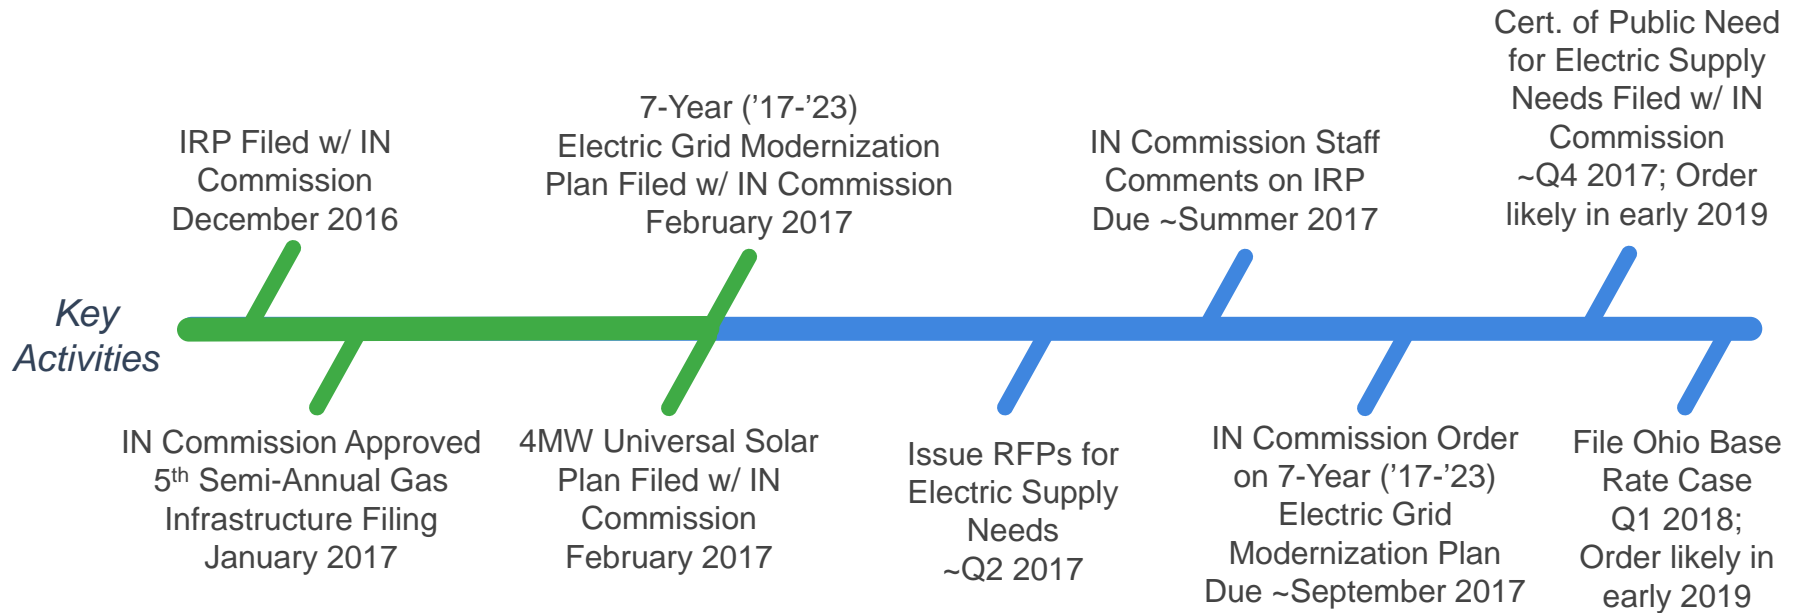 Key
Activities
IRP Filed w/ IN
Commission
December 2016
IN Commission Approved
5th Semi-Annual Gas
Infrastructure Filing
January 2017
7-Year (’17-’23)
Electric Grid Modernization
Plan Filed w/ IN Commission
February 2017
4MW Universal Solar
Plan Filed w/ IN
Commission
February 2017
Issue RFPs for
Electric Supply
Needs
~Q2 2017
IN Commission Staff
Comments on IRP
Due ~Summer 2017
IN Commission Order
on 7-Year (’17-’23)
Electric Grid
Modernization Plan
Due ~September 2017
Cert. of Public Need
for Electric Supply
Needs Filed w/ IN
Commission
~Q4 2017; Order
likely in early 2019
File Ohio Base
Rate Case
Q1 2018;
Order likely in
early 2019